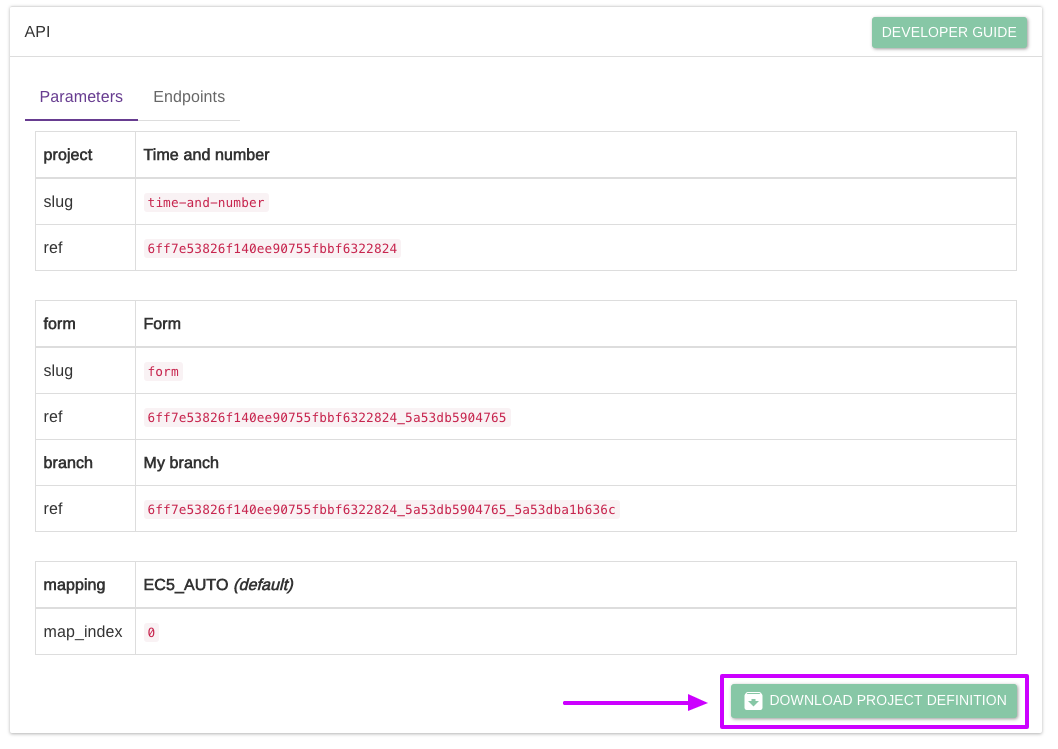 API
DEVELOPER GUIDE
Parameters Endpoints
project Time and number
slug time-and-number
ref 6ff7e53826f140ee90755fbbf6322824
form Form
slug form
ref 6ff7e53826f140ee90755fbbf6322824_5a53db5904765
branch My branch
ref 6ff7e53826f140ee90755fbbf6322824_5a53db5904765_5a53dba1b636c
mapping EC5_AUTO (default)
map_index 0
DOWNLOAD PROJECT DEFINITION